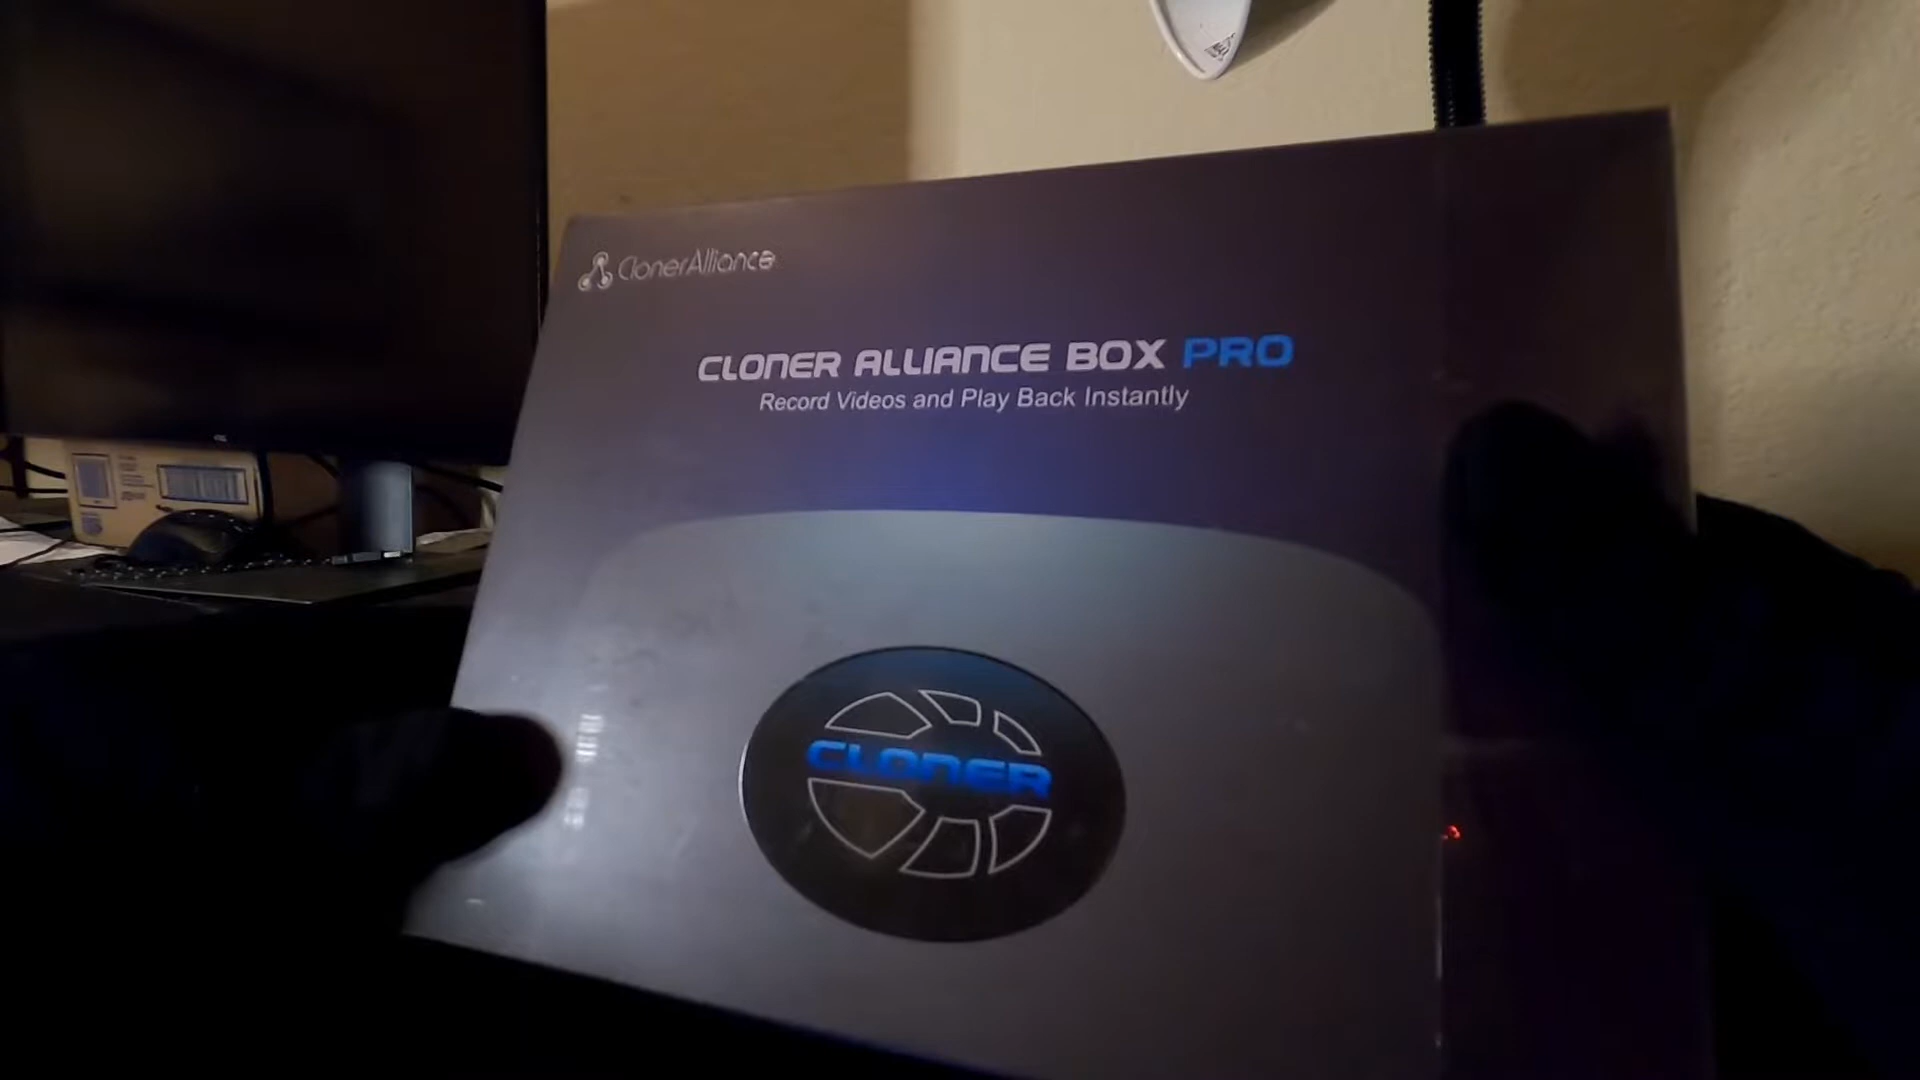 ClonerAlliance
CLONER ALLIANCE BOX PRO
Record Videos and Play Back Instantly
CLONER